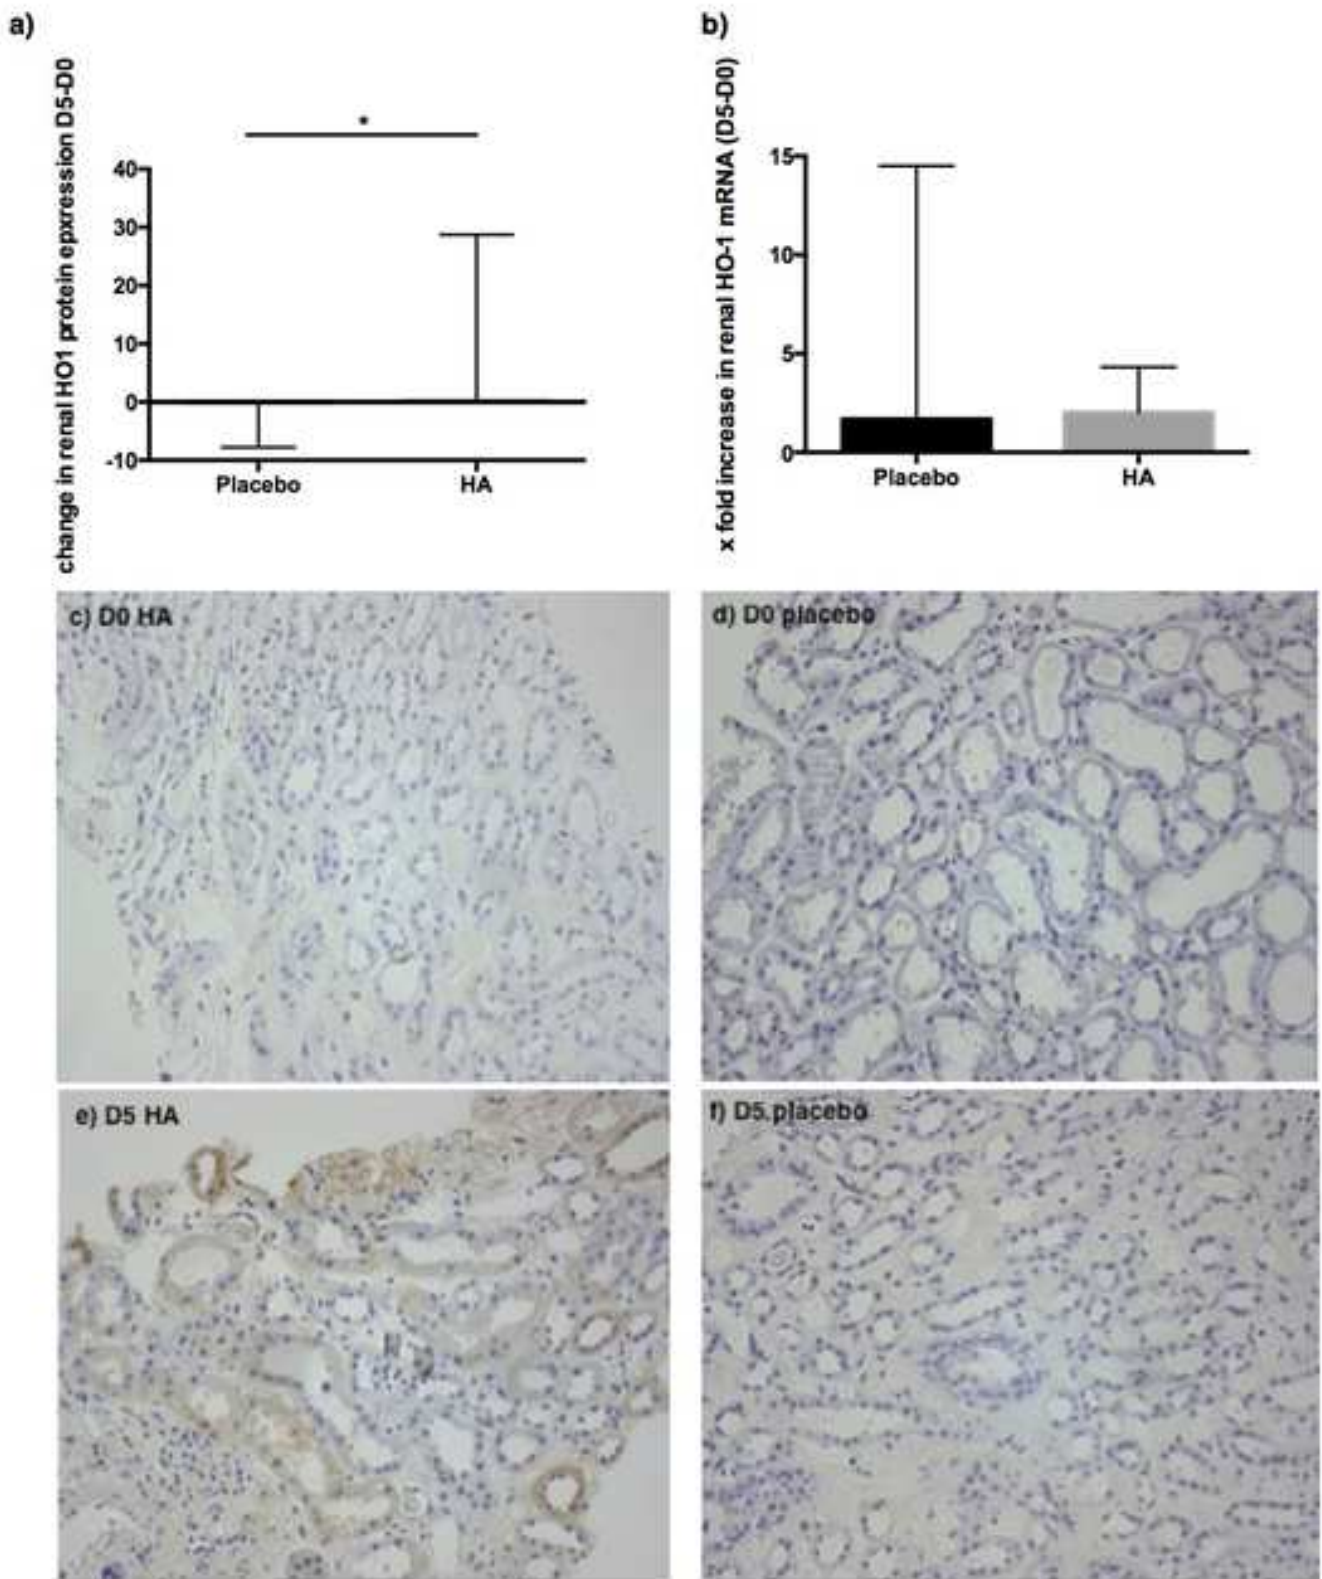 a)
change in renal HO1 protein epxression D5-D0
*
40
30
20
10
0
-10
Placebo
HA
b)
x fold increase in renal HO-1 mRNA (D5-D0)
15
10
5
0
Placebo
HA
c) D0 HA
d) D0 placebo
e) D5 HA
f) D5.placebo